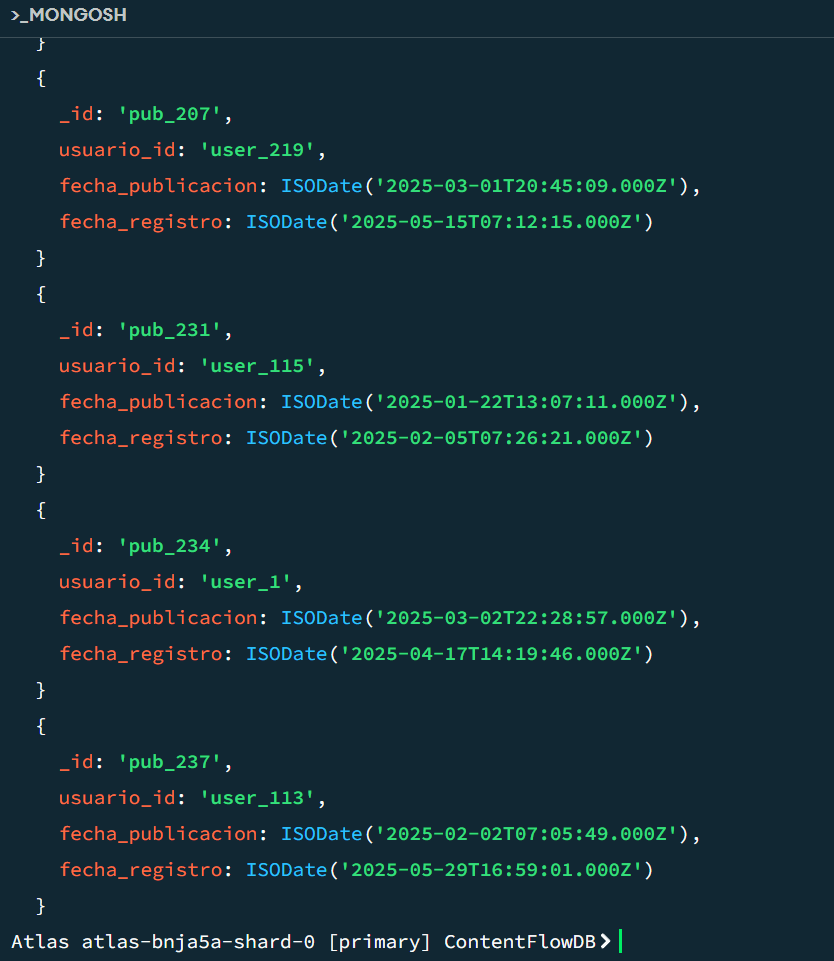 >_MONGOSH
}
{
_id: 'pub_207',
usuario_id: 'user_219',
fecha_publicacion: ISODate('2025-03-01T20:45:09.000Z'),
fecha_registro: ISODate('2025-05-15T07:12:15.000Z')
}
{
_id: 'pub_231',
usuario_id: 'user_115',
fecha_publicacion: ISODate('2025-01-22T13:07:11.000Z'),
fecha_registro: ISODate('2025-02-05T07:26:21.000Z')
}
{
_id: 'pub_234',
usuario_id: 'user_1',
fecha_publicacion: ISODate('2025-03-02T22:28:57.000Z'),
fecha_registro: ISODate('2025-04-17T14:19:46.000Z')
}
{
_id: 'pub_237',
usuario_id: 'user_113',
fecha_publicacion: ISODate('2025-02-02T07:05:49.000Z'),
fecha_registro: ISODate('2025-05-29T16:59:01.000Z')
}
Atlas atlas-bnja5a-shard-0 [primary] ContentFlowDB>